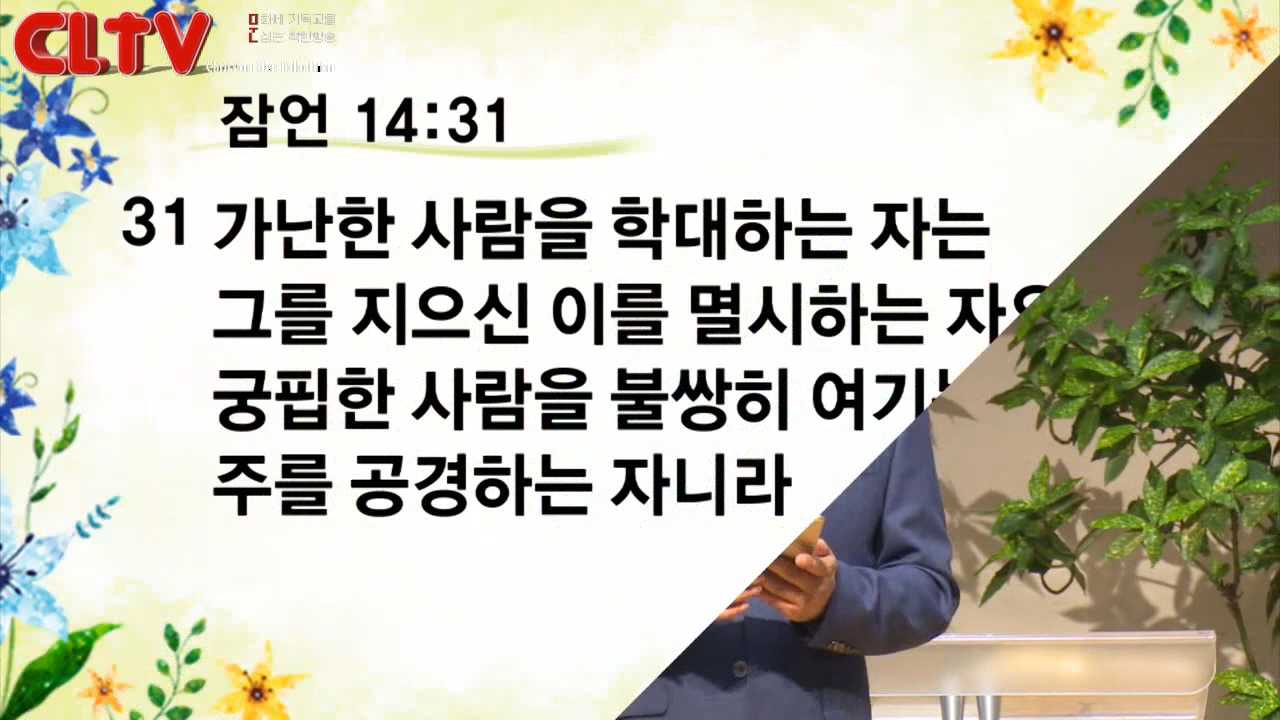 CLTV
잠언 14:31
31 가난한 사람을 학대하는 자는
그를 지으신 이를 멸시하는
궁핍한 사람을 불쌍히
주를 공경하는 자니라